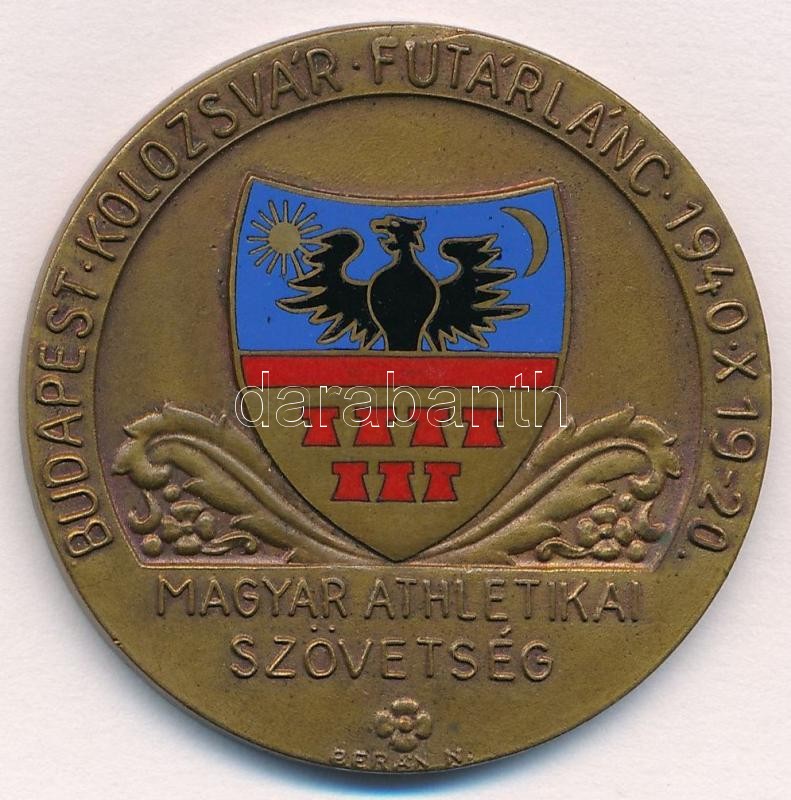 BUDAPEST · KOLOZSVÁR · FUTÁRLÁNC · 1940 · X 19-20.
darabanth
MAGYAR ATHLETIKAI
SZÖVETSÉG
BERÁN N.